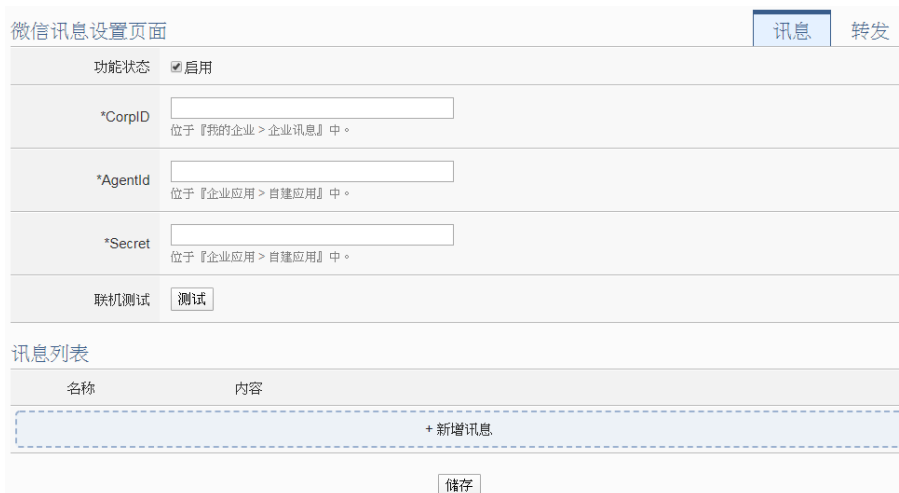 微信讯息设置页面
讯息 转发
功能状态 启用
*CorpID
位于『我的企业 > 企业讯息』中。
*AgentId
位于『企业应用 > 自建应用』中。
*Secret
位于『企业应用 > 自建应用』中。
联机测试 测试
讯息列表
名称 内容
+ 新增讯息
储存